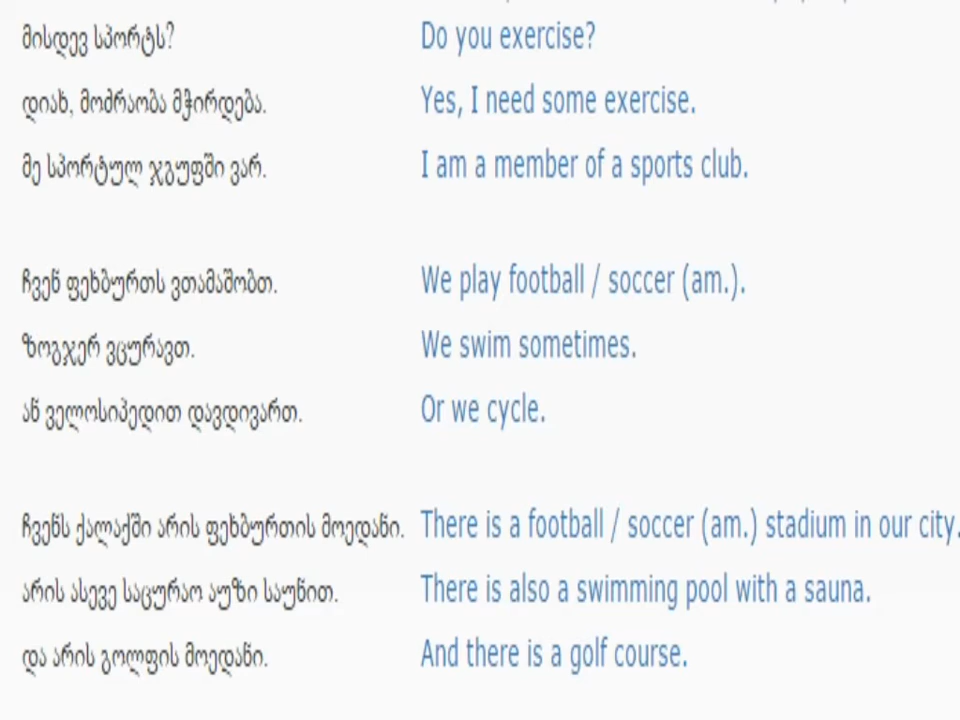 მისდევ სპორტს? Do you exercise?
დიახ, მოძრაობა მჭირდება. Yes, I need some exercise.
მე სპორტულ ჯგუფში ვარ. I am a member of a sports club.
ჩვენ ფეხბურთს ვთამაშობთ. We play football / soccer (am.).
ზოგჯერ ვცურავთ. We swim sometimes.
ან ველოსიპედით დავდივართ. Or we cycle.
ჩვენს ქალაქში არის ფეხბურთის მოედანი. There is a football / soccer (am.) stadium in our city.
არის ასევე საცურაო აუზი საუნით. There is also a swimming pool with a sauna.
და არის გოლფის მოედანი. And there is a golf course.